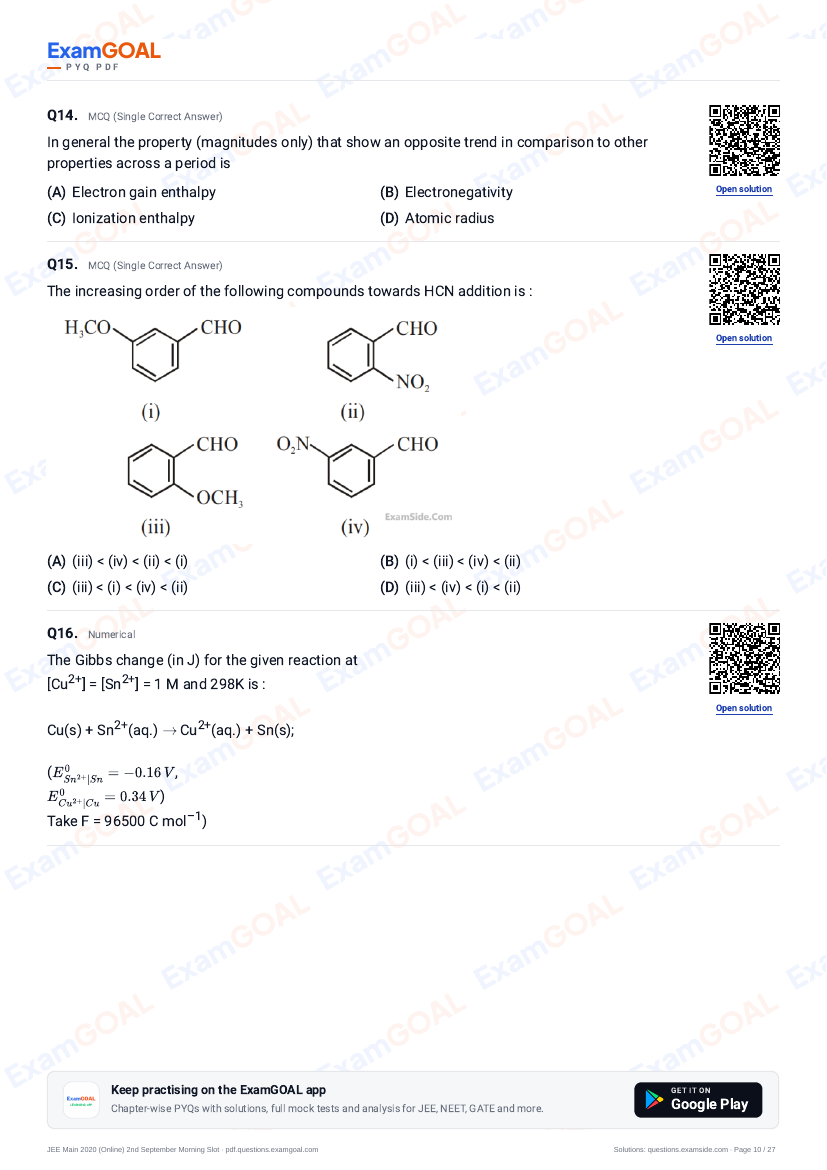 ExamGOAL
PYQ PDF
Q14. MCQ (Single Correct Answer)
In general the property (magnitudes only) that show an opposite trend in comparison to other
properties across a period is
(A) Electron gain enthalpy
(B) Electronegativity
(C) Ionization enthalpy
(D) Atomic radius
Open solution
Q15. MCQ (Single Correct Answer)
The increasing order of the following compounds towards HCN addition is :
Open solution
H₃CO CHO
(i)
CHO
NO₂
(ii)
CHO
OCH₃
(iii)
O₂N CHO
(iv)
ExamSide.Com
(A) (iii) < (iv) < (ii) < (i)
(B) (i) < (iii) < (iv) < (ii)
(C) (iii) < (i) < (iv) < (ii)
(D) (iii) < (iv) < (i) < (ii)
Q16. Numerical
The Gibbs change (in J) for the given reaction at
[Cu²⁺] = [Sn²⁺] = 1 M and 298K is :
Open solution
Cu(s) + Sn²⁺(aq.) → Cu²⁺(aq.) + Sn(s);
(E⁰ Sn²⁺|Sn = −0.16 V,
E⁰ Cu²⁺|Cu = 0.34 V)
Take F = 96500 C mol⁻¹)
ExamGOAL
Keep practising on the ExamGOAL app
Chapter-wise PYQs with solutions, full mock tests and analysis for JEE, NEET, GATE and more.
GET IT ON
Google Play
JEE Main 2020 (Online) 2nd September Morning Slot · pdf.questions.examgoal.com
Solutions: questions.examside.com · Page 10 / 27